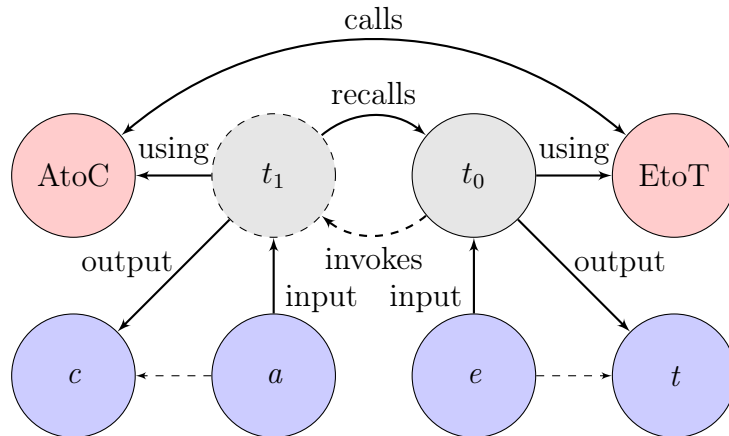 calls
recalls
using
using
AtoC
t₁
t₀
EtoT
invokes
output
output
input
input
c
a
e
t